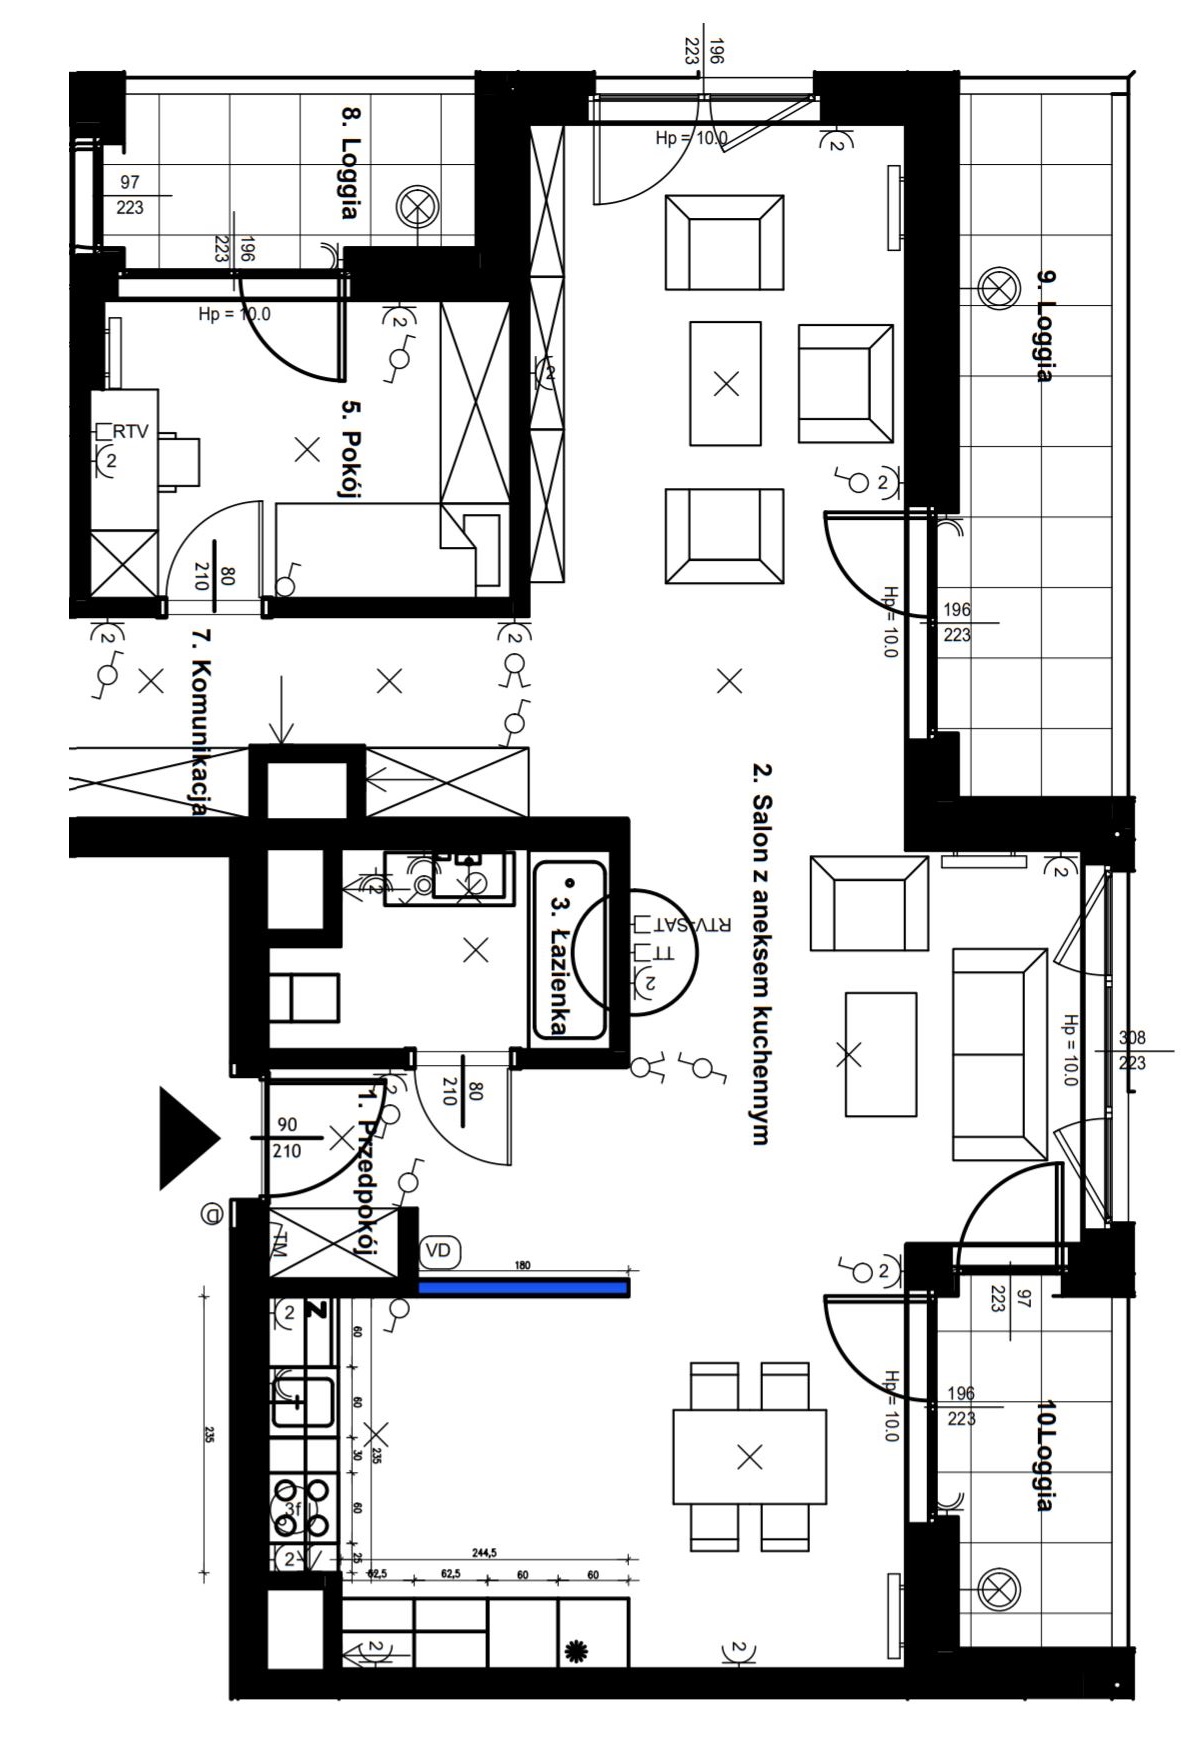 196
223
8. Loggia
Hp = 10.0
2
97
223
196
223
9. Loggia
Hp = 10.0
2
2
5. Pokój
RTV
2
2
80
210
Hp = 10.0
196
223
2
2
7. Komunikacja
2. Salon z aneksem kuchennym
2
2
3. Łazienka
RTV-SAT
TT
2
Hp = 10.0
308
223
80
210
2
1. Przedpokój
90
210
D
TM
VD
180
2
97
223
2
Z
60
60
30
60
25
235
235
Hp = 10.0
196
223
10.Loggia
3f
2
244,5
62,5
62,5
60
60
2
2